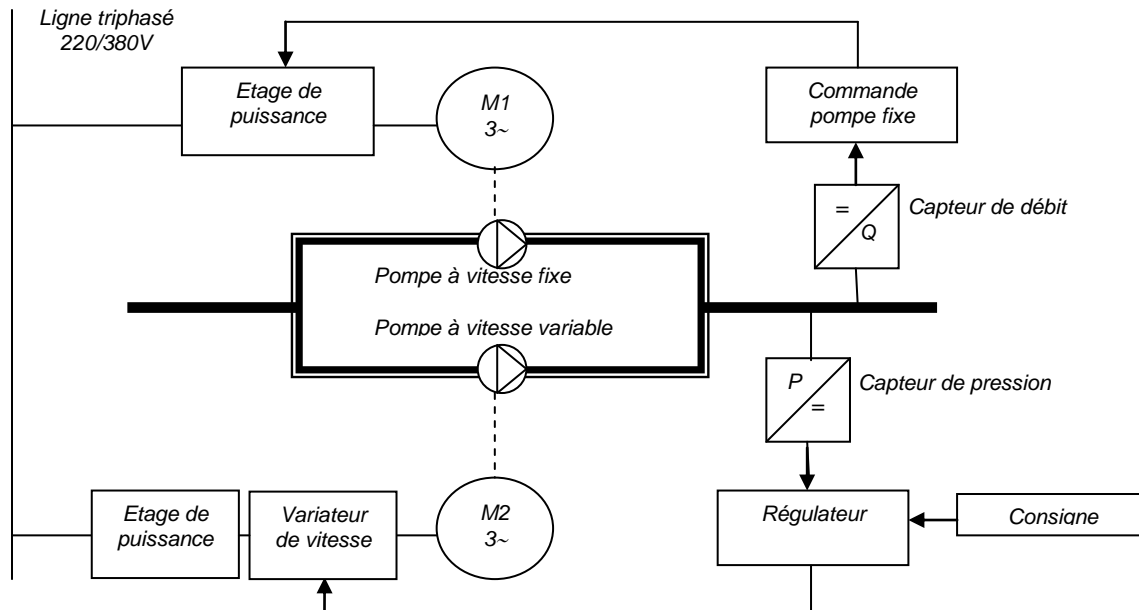 Ligne triphasé
220/380V
Etage de
puissance
M1
3~
Commande
pompe fixe
=
Q
Capteur de débit
Pompe à vitesse fixe
Pompe à vitesse variable
P
=
Capteur de pression
Etage de
puissance
Variateur
de vitesse
M2
3~
Régulateur
Consigne